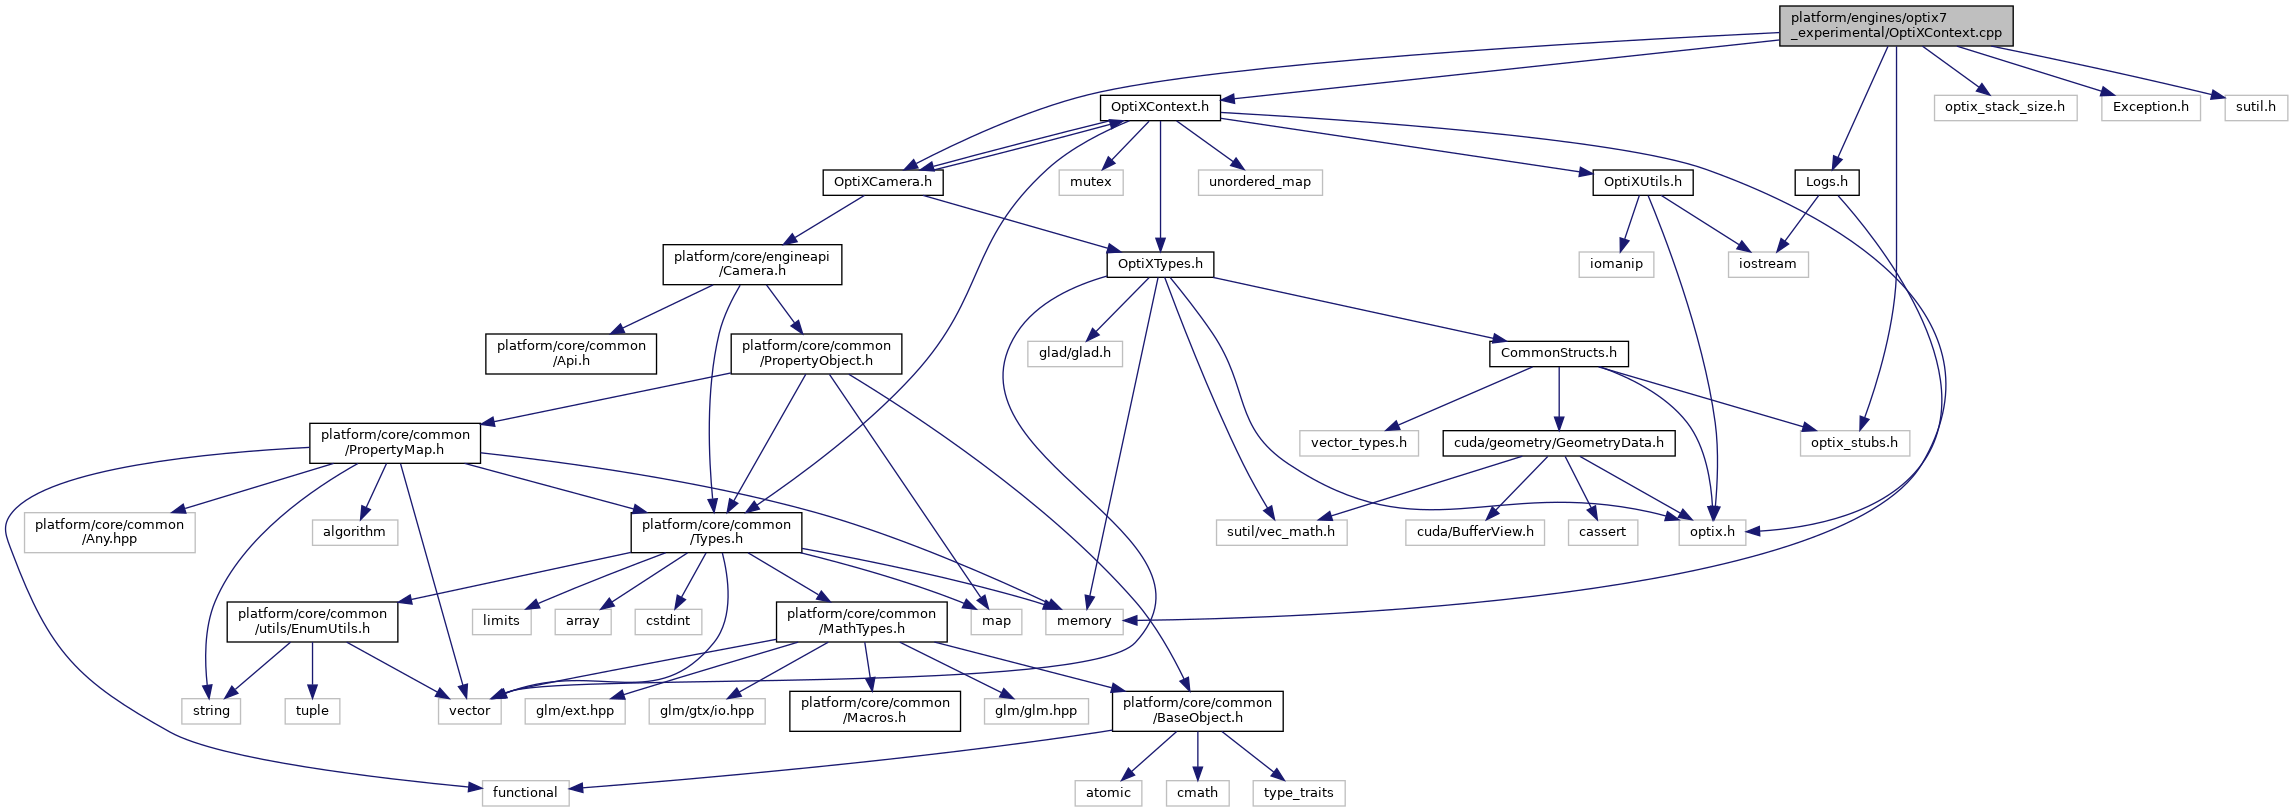 platform/engines/optix7
_experimental/OptiXContext.cpp
OptiXContext.h
optix_stack_size.h
Exception.h
sutil.h
OptiXCamera.h
mutex
unordered_map
OptiXUtils.h
Logs.h
platform/core/engineapi
/Camera.h
OptiXTypes.h
iomanip
iostream
platform/core/common
/Api.h
platform/core/common
/PropertyObject.h
glad/glad.h
CommonStructs.h
platform/core/common
/PropertyMap.h
vector_types.h
cuda/geometry/GeometryData.h
optix_stubs.h
platform/core/common
/Any.hpp
algorithm
platform/core/common
/Types.h
sutil/vec_math.h
cuda/BufferView.h
cassert
optix.h
platform/core/common
/utils/EnumUtils.h
limits
array
cstdint
platform/core/common
/MathTypes.h
map
memory
string
tuple
vector
glm/ext.hpp
glm/gtx/io.hpp
platform/core/common
/Macros.h
glm/glm.hpp
platform/core/common
/BaseObject.h
functional
atomic
cmath
type_traits